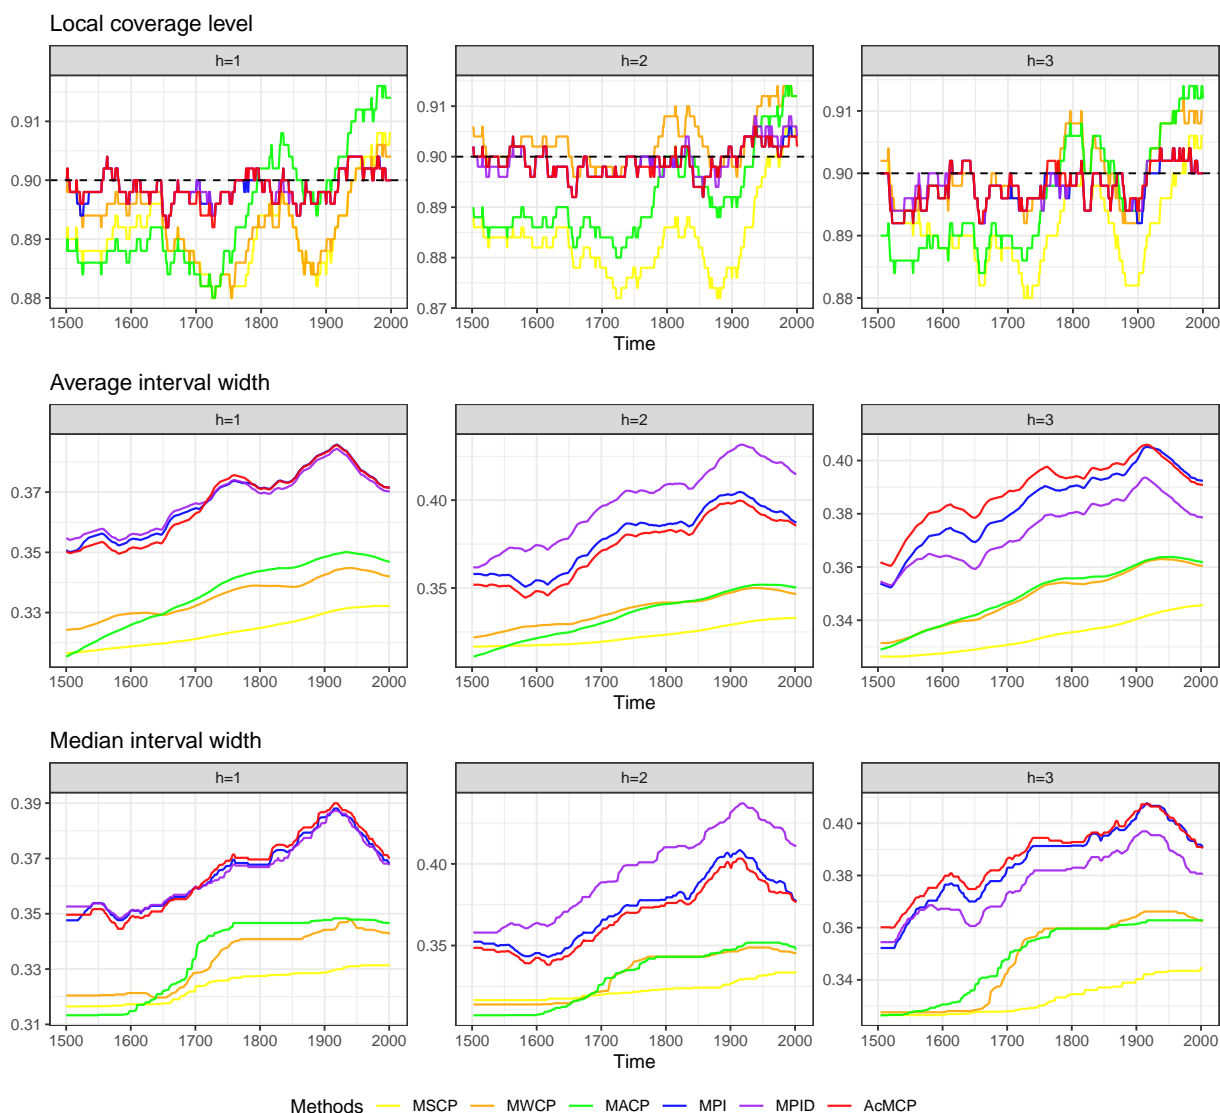 Local coverage level
h=1 h=2 h=3
0.91
0.90
0.89
0.88
0.91
0.90
0.89
0.88
0.87
0.91
0.90
0.89
0.88
1500 1600 1700 1800 1900 2000 1500 1600 1700 1800 1900 2000 1500 1600 1700 1800 1900 2000
Time
Average interval width
h=1 h=2 h=3
0.37
0.35
0.33
0.40
0.35
0.40
0.38
0.36
0.34
1500 1600 1700 1800 1900 2000 1500 1600 1700 1800 1900 2000 1500 1600 1700 1800 1900 2000
Time
Median interval width
h=1 h=2 h=3
0.39
0.37
0.35
0.33
0.31
0.40
0.35
0.40
0.38
0.36
0.34
1500 1600 1700 1800 1900 2000 1500 1600 1700 1800 1900 2000 1500 1600 1700 1800 1900 2000
Time
Methods MSCP MWCP MACP MPI MPID AcMCP